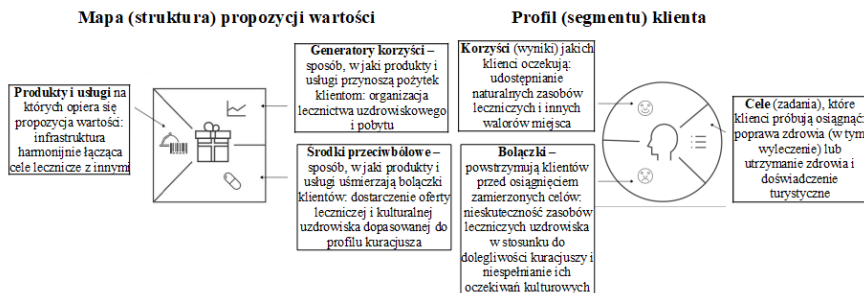 Mapa (struktura) propozycji wartości
Profil (segmentu) klienta
Produkty i usługi na
których opiera się
propozycja wartości:
infrastruktura
harmonijnie łącząca
cele lecznicze z innymi
Generatory korzyści –
sposób, w jaki produkty i
usługi przynoszą pożytek
klientom: organizacja
lecznictwa uzdrowiskowego
i pobytu
Środki przeciwbólowe –
sposób, w jaki produkty i
usługi uśmierzają bolączki
klientów: dostarczenie oferty
leczniczej i kulturalnej
uzdrowiska dopasowanej do
profilu kuracjusza
Korzyści (wyniki) jakich
klienci oczekują:
udostępnianie
naturalnych zasobów
leczniczych i innych
walorów miejsca
Bolączki –
powstrzymują klientów
przed osiągnięciem
zamierzonych celów:
nieskuteczność zasobów
leczniczych uzdrowiska
w stosunku do
dolegliwości kuracjuszy i
niespełnianie ich
oczekiwań kulturowych
Cele (zadania), które
klienci próbują osiągnąć:
poprawa zdrowia (w tym
wyleczenie) lub
utrzymanie zdrowia i
doświadczenie
turystyczne